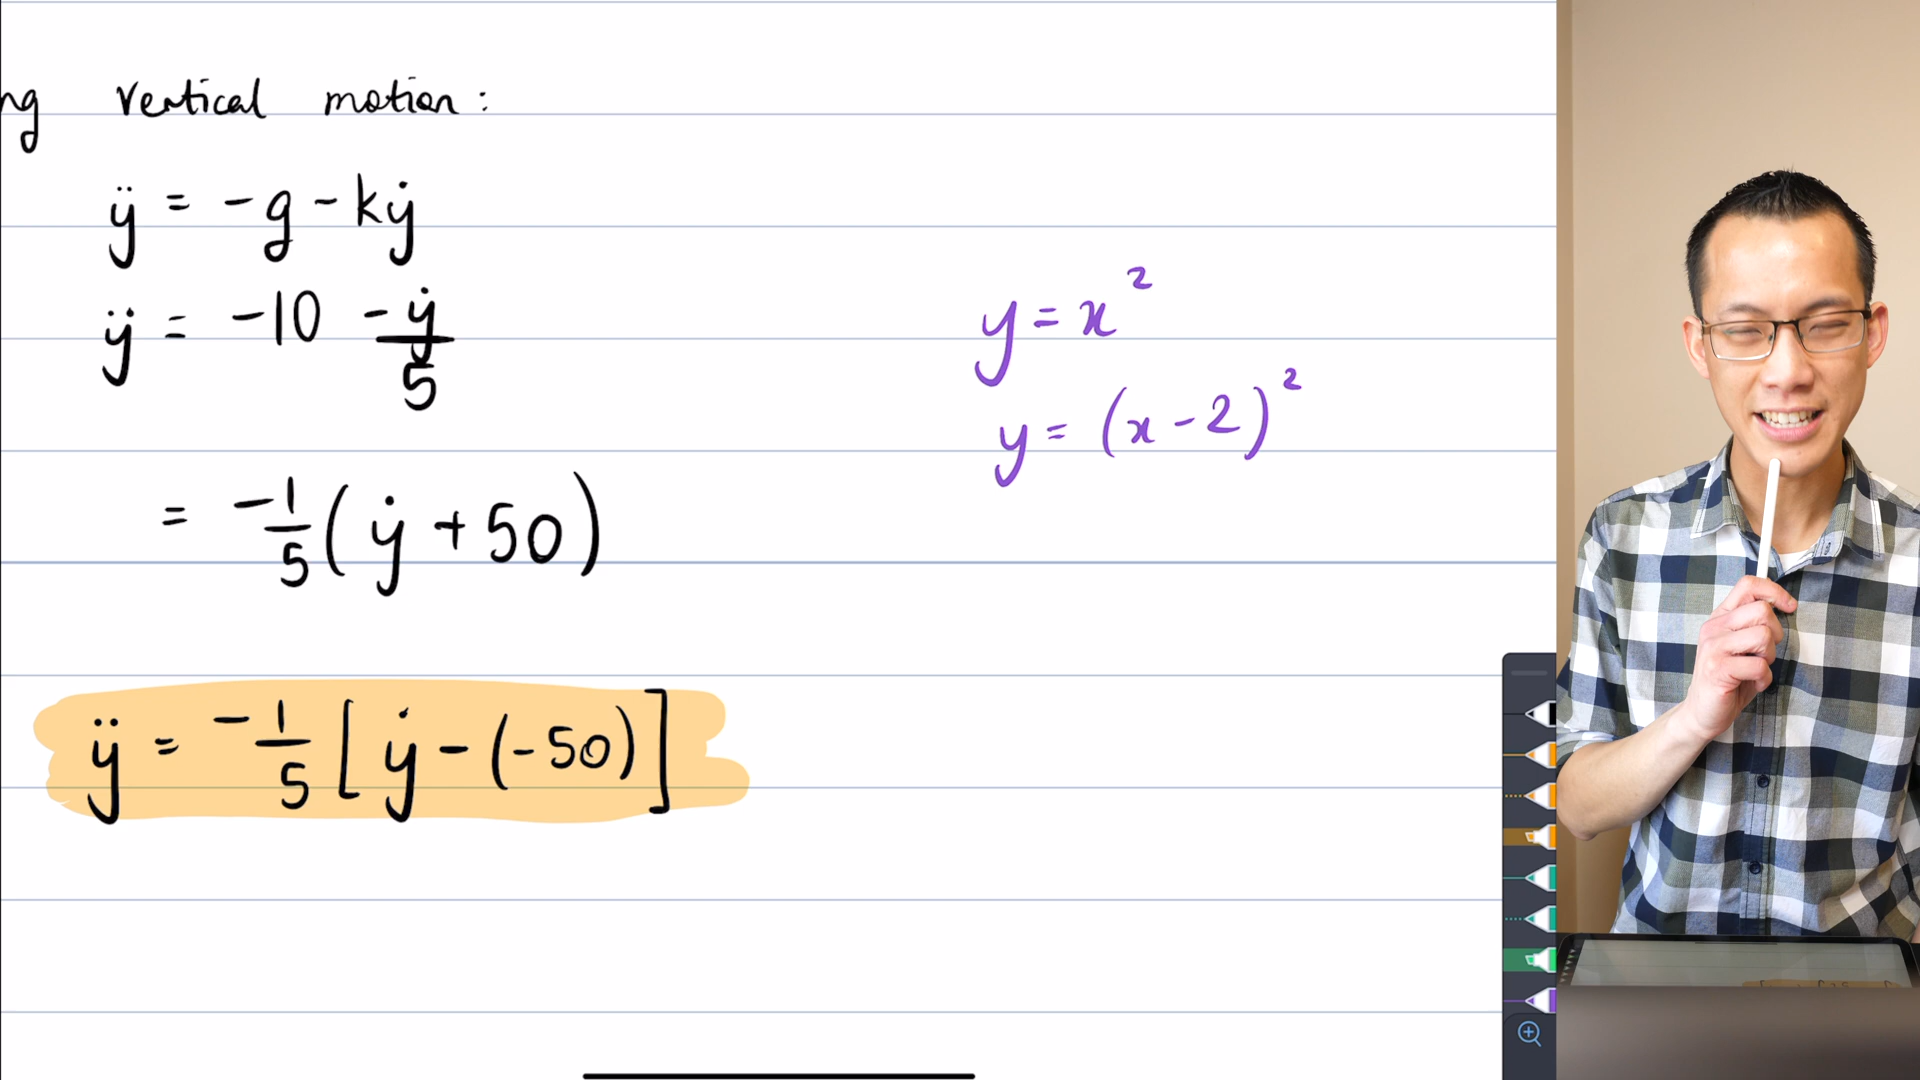 ng vertical motion:
ÿ = -g - kẏ
ÿ = -10 - ẏ/5
= -1/5 (ẏ + 50)
ÿ = -1/5 [ẏ - (-50)]
y = x²
y = (x - 2)²